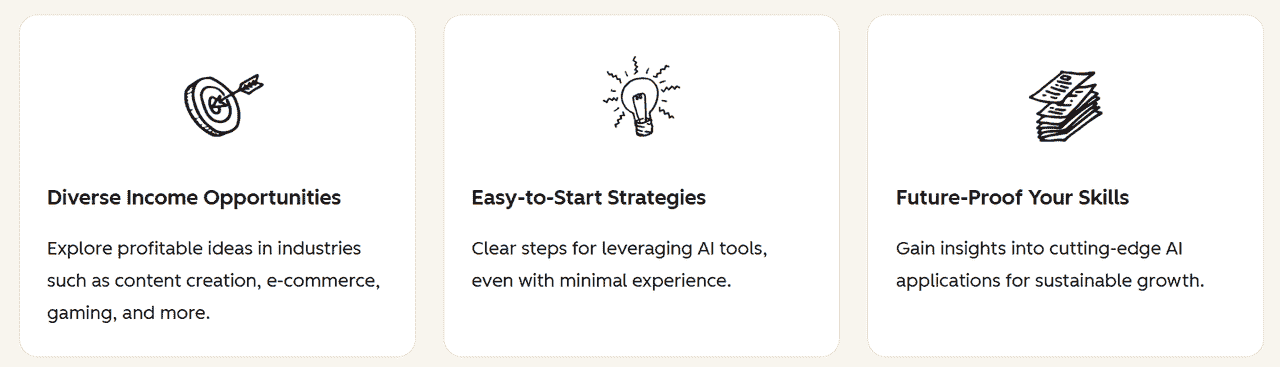 Diverse Income Opportunities
Explore profitable ideas in industries
such as content creation, e-commerce,
gaming, and more.
Easy-to-Start Strategies
Clear steps for leveraging AI tools,
even with minimal experience.
Future-Proof Your Skills
Gain insights into cutting-edge AI
applications for sustainable growth.